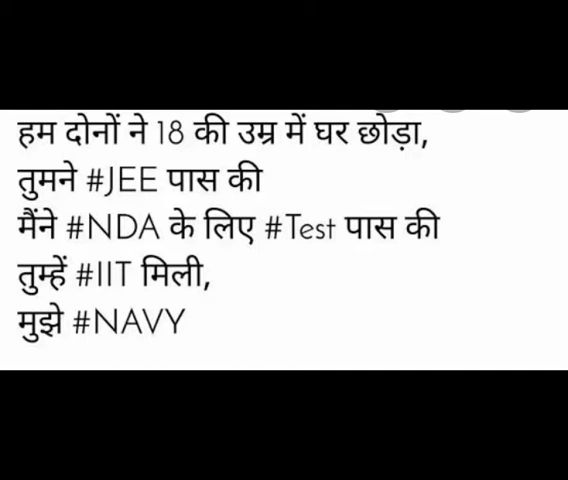 हम दोनों ने 18 की उम्र में घर छोड़ा,
तुमने #JEE पास की
मैंने #NDA के लिए #Test पास की
तुम्हें #IIT मिली,
मुझे #NAVY